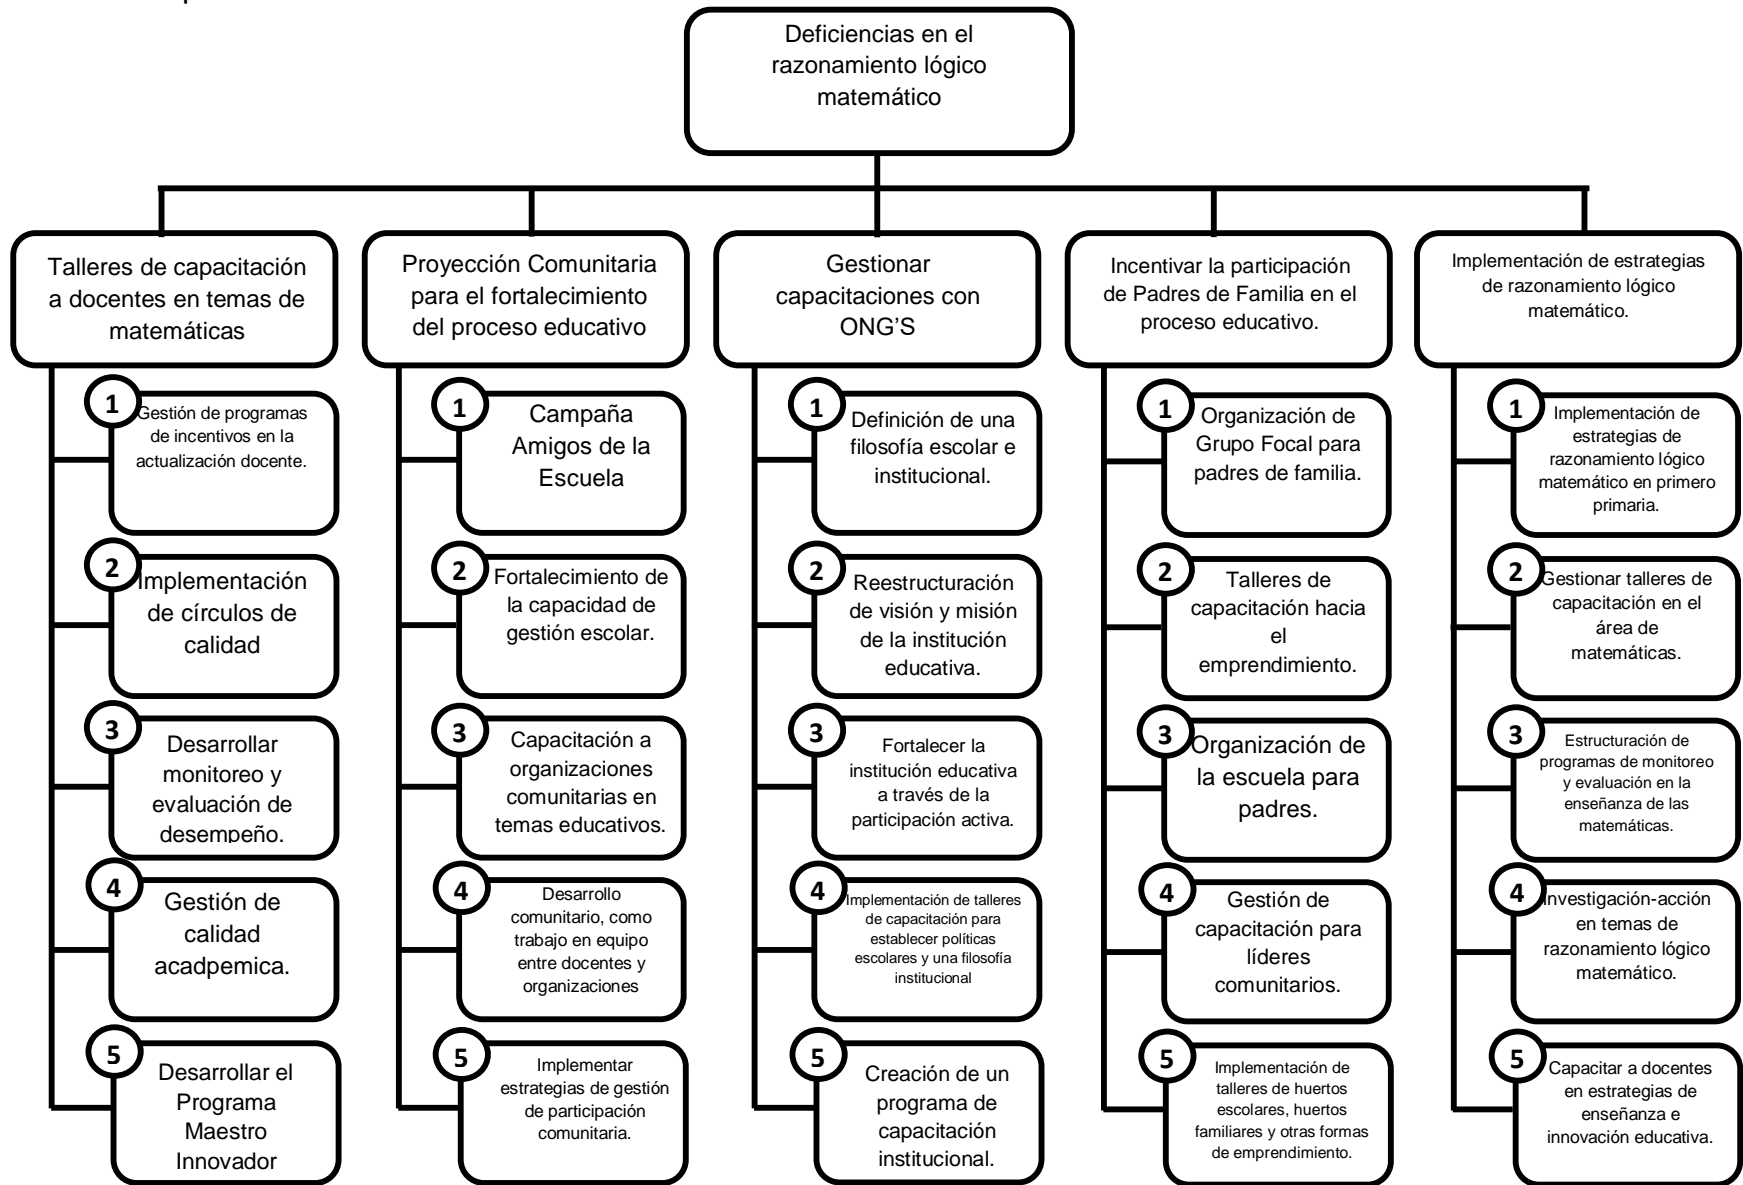 Deficiencias en el
razonamiento lógico
matemático
Talleres de capacitación
a docentes en temas de
matemáticas
1
Gestión de programas
de incentivos en la
actualización docente.
2
Implementación
de círculos de
calidad
3
Desarrollar
monitoreo y
evaluación de
desempeño.
4
Gestión de
calidad
acadpemica.
5
Desarrollar el
Programa
Maestro
Innovador
Proyección Comunitaria
para el fortalecimiento
del proceso educativo
1
Campaña
Amigos de la
Escuela
2
Fortalecimiento de
la capacidad de
gestión escolar.
3
Capacitación a
organizaciones
comunitarias en
temas educativos.
4
Desarrollo
comunitario, como
trabajo en equipo
entre docentes y
organizaciones
5
Implementar
estrategias de gestión
de participación
comunitaria.
Gestionar
capacitaciones con
ONG’S
1
Definición de una
filosofía escolar e
institucional.
2
Reestructuración
de visión y misión
de la institución
educativa.
3
Fortalecer la
institución educativa
a través de la
participación activa.
4
Implementación de talleres
de capacitación para
establecer políticas
escolares y una filosofía
institucional
5
Creación de un
programa de
capacitación
institucional.
Incentivar la participación
de Padres de Familia en el
proceso educativo.
1
Organización de
Grupo Focal para
padres de familia.
2
Talleres de
capacitación hacia
el
emprendimiento.
3
Organización de
la escuela para
padres.
4
Gestión de
capacitación para
líderes
comunitarios.
5
Implementación de
talleres de huertos
escolares, huertos
familiares y otras formas
de emprendimiento.
Implementación de estrategias
de razonamiento lógico
matemático.
1
Implementación de
estrategias de
razonamiento lógico
matemático en primero
primaria.
2
Gestionar talleres de
capacitación en el
área de
matemáticas.
3
Estructuración de
programas de monitoreo
y evaluación en la
enseñanza de las
matemáticas.
4
Investigación-acción
en temas de
razonamiento lógico
matemático.
5
Capacitar a docentes
en estrategias de
enseñanza e
innovación educativa.